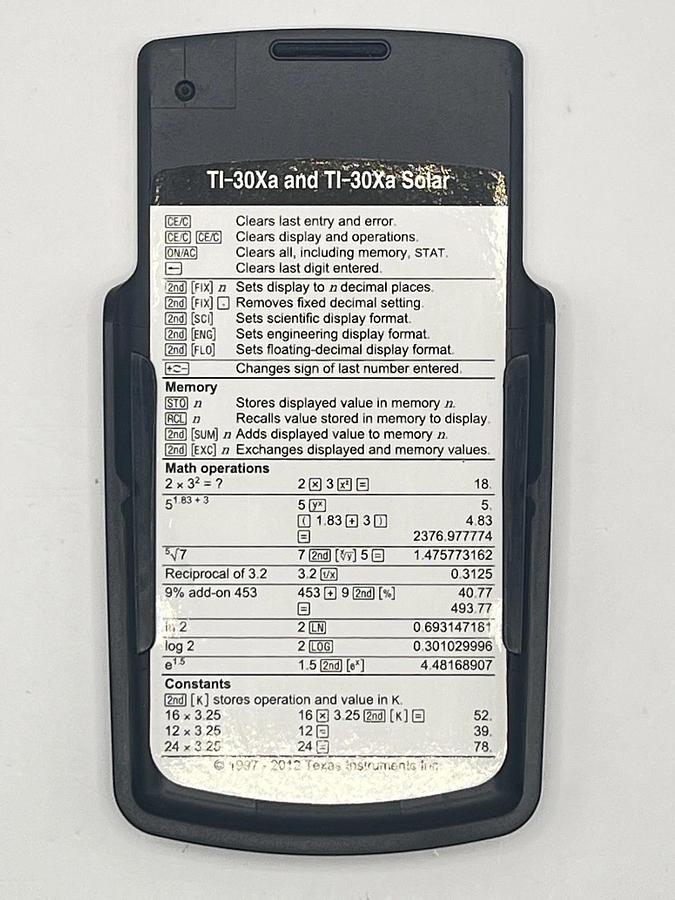 TI-30Xa and TI-30Xa Solar
CE/C Clears last entry and error.
CE/C CE/C Clears display and operations.
ON/AC Clears all, including memory, STAT.
← Clears last digit entered.
2nd [FIX] n Sets display to n decimal places.
2nd [FIX] . Removes fixed decimal setting.
2nd [SCI] Sets scientific display format.
2nd [ENG] Sets engineering display format.
2nd [FLO] Sets floating-decimal display format.
+⇄− Changes sign of last number entered.
Memory
STO n Stores displayed value in memory n.
RCL n Recalls value stored in memory to display.
2nd [SUM] n Adds displayed value to memory n.
2nd [EXC] n Exchanges displayed and memory values.
Math operations
2 × 3² = ? 2 × 3 x² = 18.
5^1.83 + 3 5 yˣ 5.
( 1.83 + 3 ) 4.83
= 2376.977774
⁵√7 7 2nd [ˣ√y] 5 = 1.475773162
Reciprocal of 3.2 3.2 1/x 0.3125
9% add-on 453 453 + 9 2nd [%] 40.77
= 493.77
ln 2 2 LN 0.693147181
log 2 2 LOG 0.301029996
e^1.5 1.5 2nd [eˣ] 4.48168907
Constants
2nd [K] stores operation and value in K.
16 × 3.25 16 × 3.25 2nd [K] = 52.
12 × 3.25 12 = 39.
24 × 3.25 24 = 78.
© 1997 - 2012 Texas Instruments Inc.